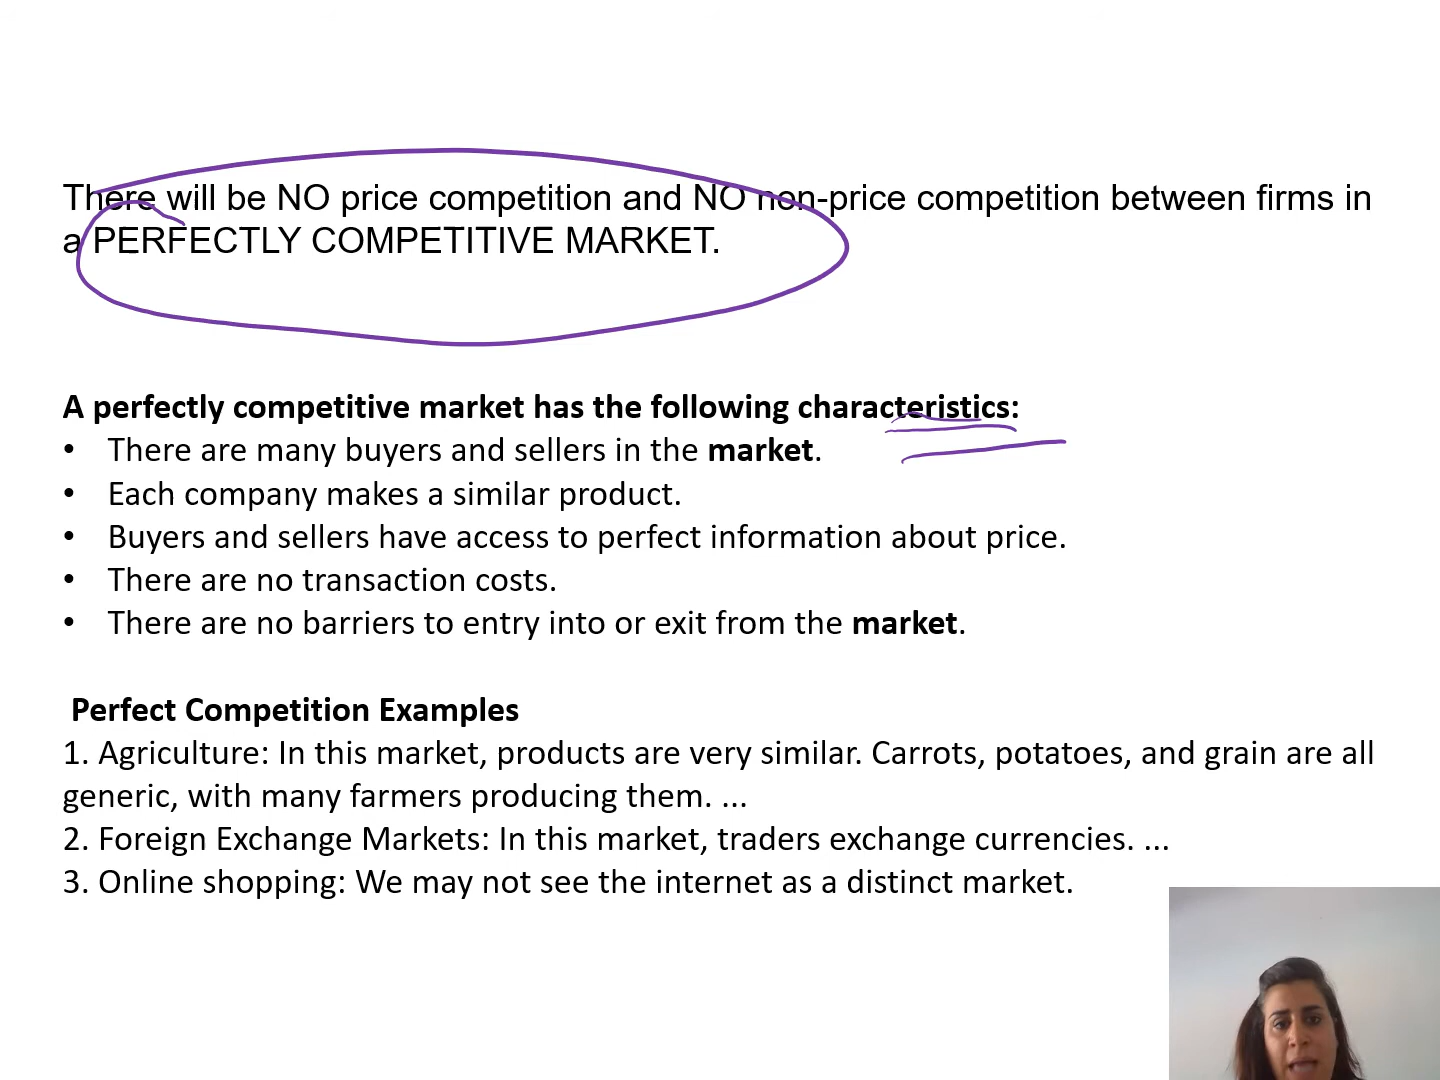 There will be NO price competition and NO non-price competition between firms in
a PERFECTLY COMPETITIVE MARKET.
A perfectly competitive market has the following characteristics:
• There are many buyers and sellers in the market.
• Each company makes a similar product.
• Buyers and sellers have access to perfect information about price.
• There are no transaction costs.
• There are no barriers to entry into or exit from the market.
Perfect Competition Examples
1. Agriculture: In this market, products are very similar. Carrots, potatoes, and grain are all
generic, with many farmers producing them. ...
2. Foreign Exchange Markets: In this market, traders exchange currencies. ...
3. Online shopping: We may not see the internet as a distinct market.